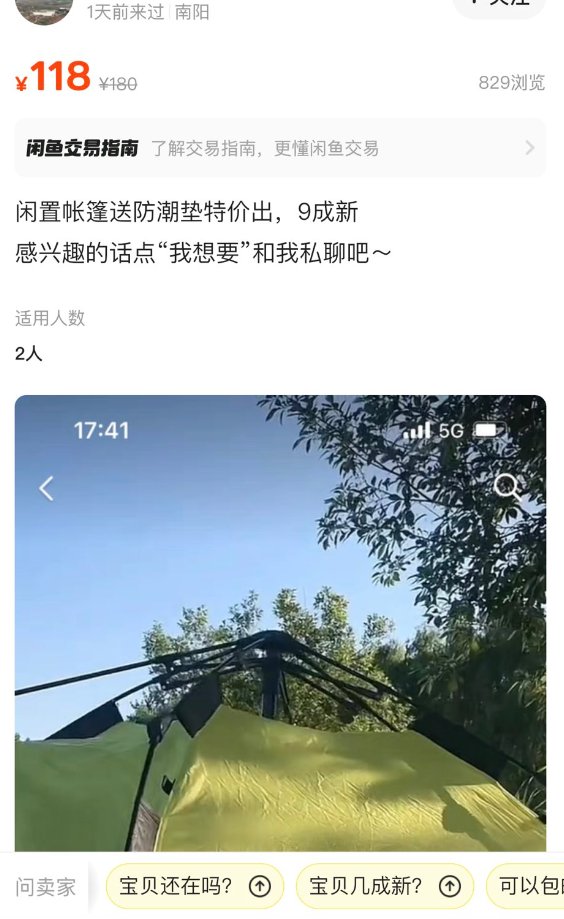 1天前来过 南阳
¥118 ¥180
829浏览
闲鱼交易指南 了解交易指南，更懂闲鱼交易
闲置帐篷送防潮垫特价出，9成新
感兴趣的话点“我想要”和我私聊吧～
适用人数
2人
17:41
5G
问卖家
宝贝还在吗？
宝贝几成新？
可以包